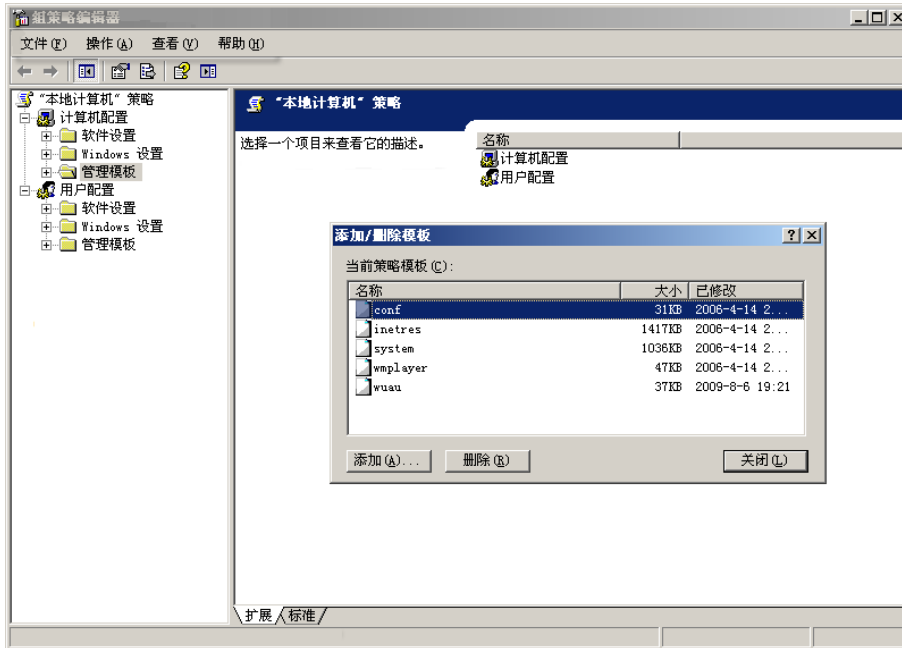 组策略编辑器
文件(F) 操作(A) 查看(V) 帮助(H)
“本地计算机”策略
计算机配置
软件设置
Windows 设置
管理模板
用户配置
软件设置
Windows 设置
管理模板
“本地计算机”策略
选择一个项目来查看它的描述。
名称
计算机配置
用户配置
添加/删除模板
当前策略模板(C):
名称 大小 已修改
conf 31KB 2006-4-14 2...
inetres 1417KB 2006-4-14 2...
system 1036KB 2006-4-14 2...
wmplayer 47KB 2006-4-14 2...
wuau 37KB 2009-8-6 19:21
添加(A)... 删除(R) 关闭(L)
扩展 标准